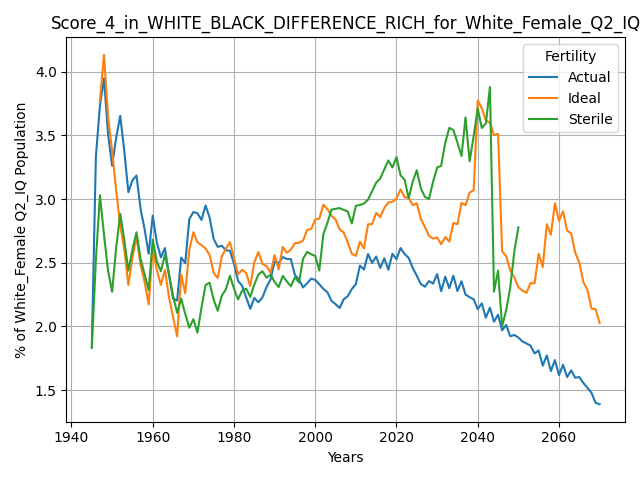 Score_4_in_WHITE_BLACK_DIFFERENCE_RICH_for_White_Female_Q2_IQ
Fertility
Actual
Ideal
Sterile
% of White_Female Q2_IQ Population
4.0
3.5
3.0
2.5
2.0
1.5
1940
1960
1980
2000
2020
2040
2060
Years